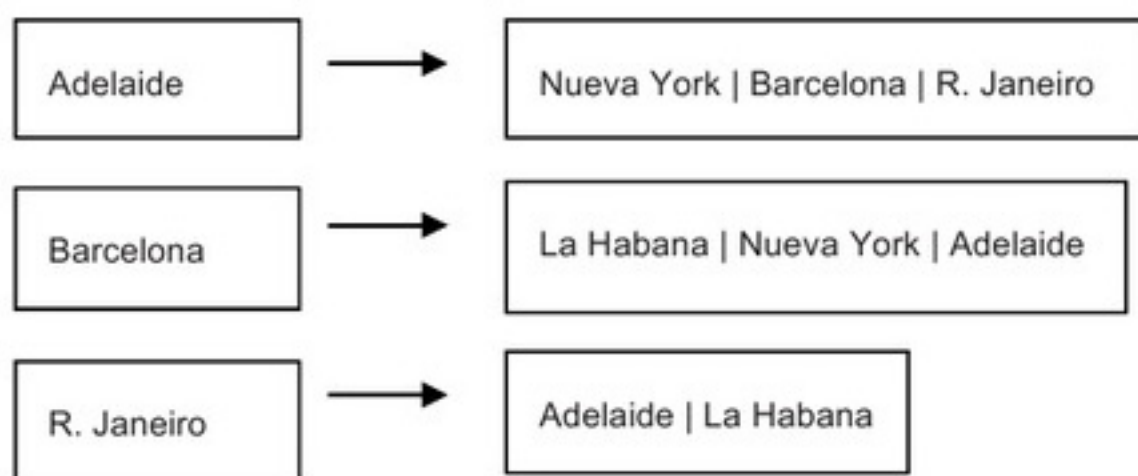 Adelaide
Nueva York | Barcelona | R. Janeiro
Barcelona
La Habana | Nueva York | Adelaide
R. Janeiro
Adelaide | La Habana